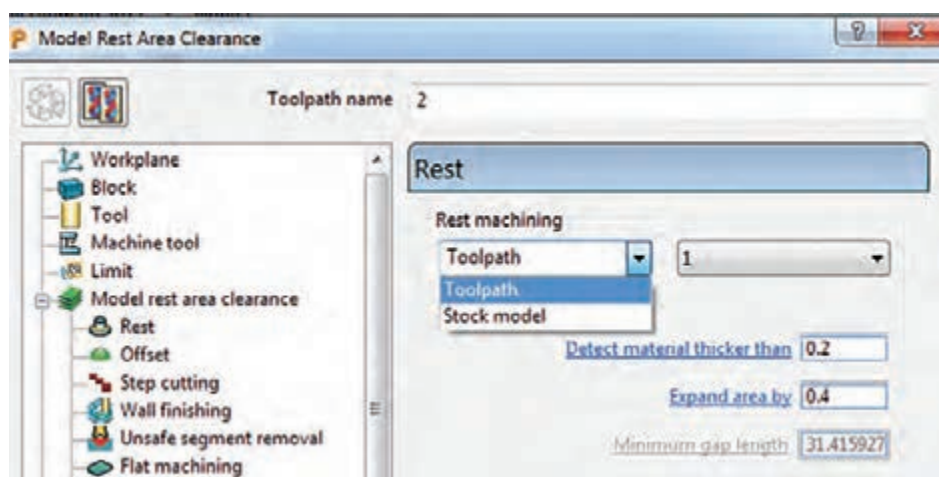 Model Rest Area Clearance
Toolpath name 2
Workplane
Block
Tool
Machine tool
Limit
Model rest area clearance
Rest
Offset
Step cutting
Wall finishing
Unsafe segment removal
Flat machining
Rest
Rest machining
Toolpath 1
Toolpath
Stock model
Detect material thicker than 0.2
Expand area by 0.4
Minimum gap length 31.415927